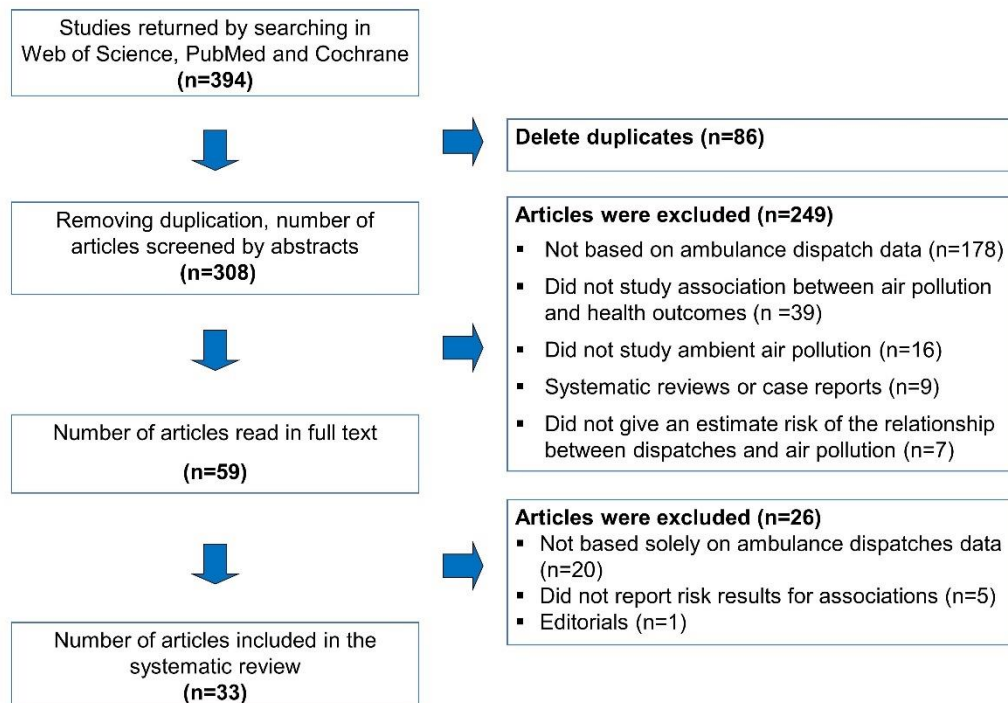 Studies returned by searching in
Web of Science, PubMed and Cochrane
(n=394)
Delete duplicates (n=86)
Removing duplication, number of
articles screened by abstracts
(n=308)
Articles were excluded (n=249)
▪ Not based on ambulance dispatch data (n=178)
▪ Did not study association between air pollution
and health outcomes (n =39)
▪ Did not study ambient air pollution (n=16)
▪ Systematic reviews or case reports (n=9)
▪ Did not give an estimate risk of the relationship
between dispatches and air pollution (n=7)
Number of articles read in full text
(n=59)
Articles were excluded (n=26)
▪ Not based solely on ambulance dispatches data
(n=20)
▪ Did not report risk results for associations (n=5)
▪ Editorials (n=1)
Number of articles included in the
systematic review
(n=33)